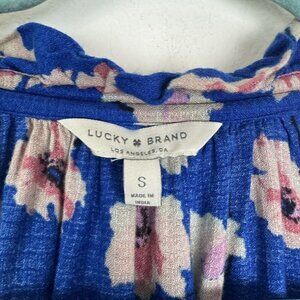 LUCKY BRAND
LOS ANGELES, CA
S
MADE IN
INDIA